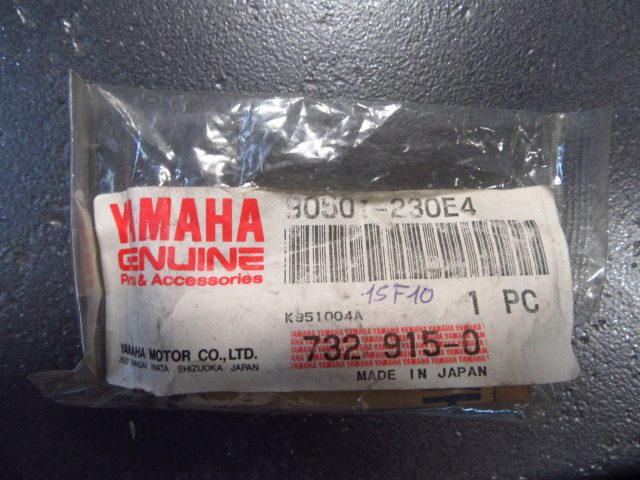 YAMAHA
GENUINE
Parts & Accessories
90501-230E4
15F10
1 PC
K951004A
732 915-0
YAMAHA MOTOR CO., LTD.
2500 SHINGAI IWATA SHIZUOKA JAPAN
MADE IN JAPAN